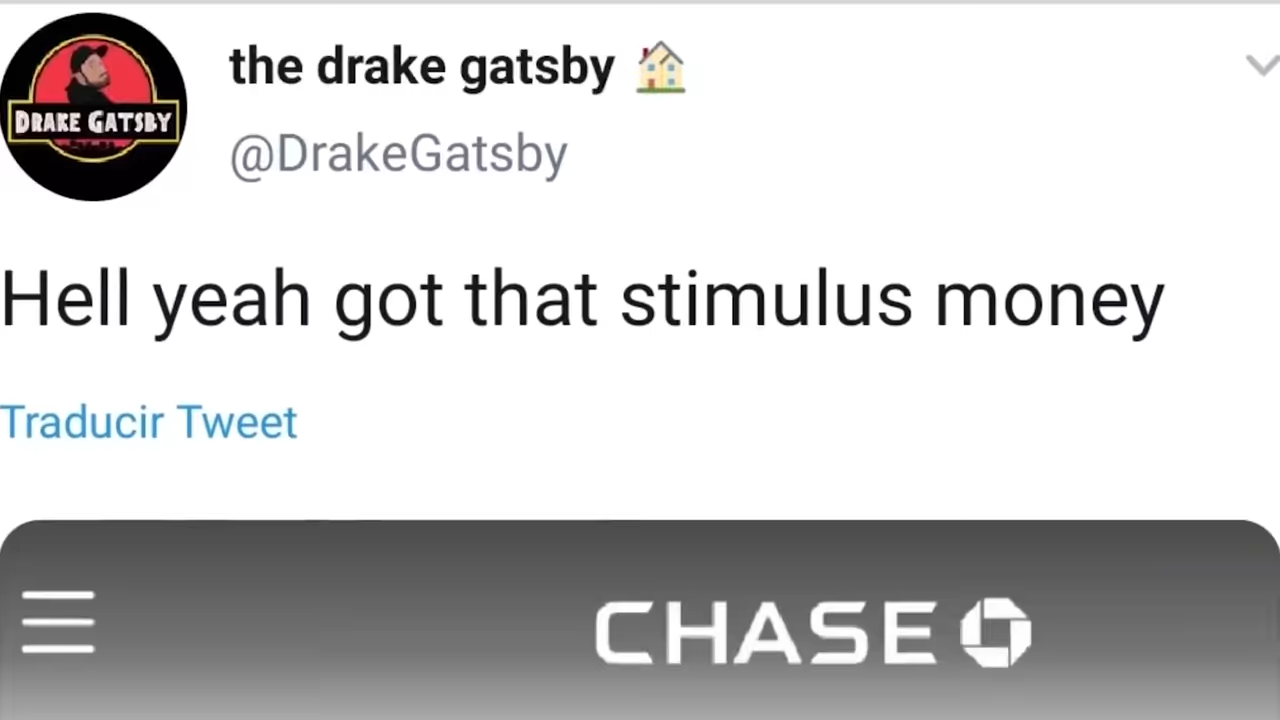 the drake gatsby
DRAKE GATSBY
@DrakeGatsby
Hell yeah got that stimulus money
Traducir Tweet
CHASE